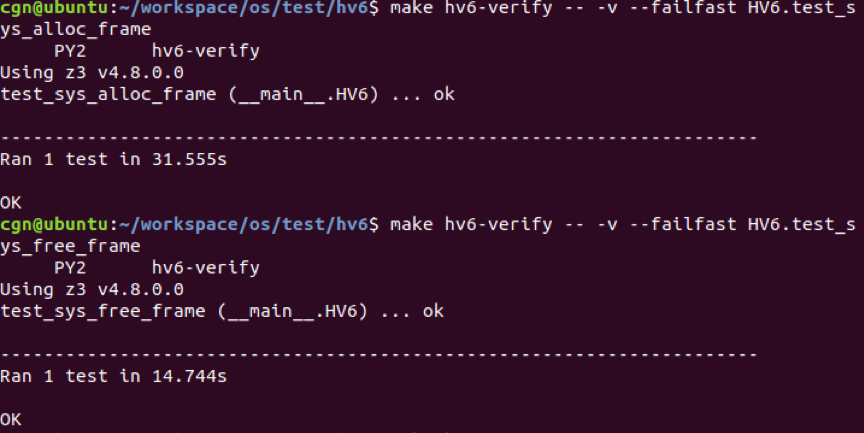 cgn@ubuntu:~/workspace/os/test/hv6$ make hv6-verify -- -v --failfast HV6.test_s
ys_alloc_frame
     PY2      hv6-verify
Using z3 v4.8.0.0
test_sys_alloc_frame (__main__.HV6) ... ok

----------------------------------------------------------------------
Ran 1 test in 31.555s

OK
cgn@ubuntu:~/workspace/os/test/hv6$ make hv6-verify -- -v --failfast HV6.test_s
ys_free_frame
     PY2      hv6-verify
Using z3 v4.8.0.0
test_sys_free_frame (__main__.HV6) ... ok

----------------------------------------------------------------------
Ran 1 test in 14.744s

OK